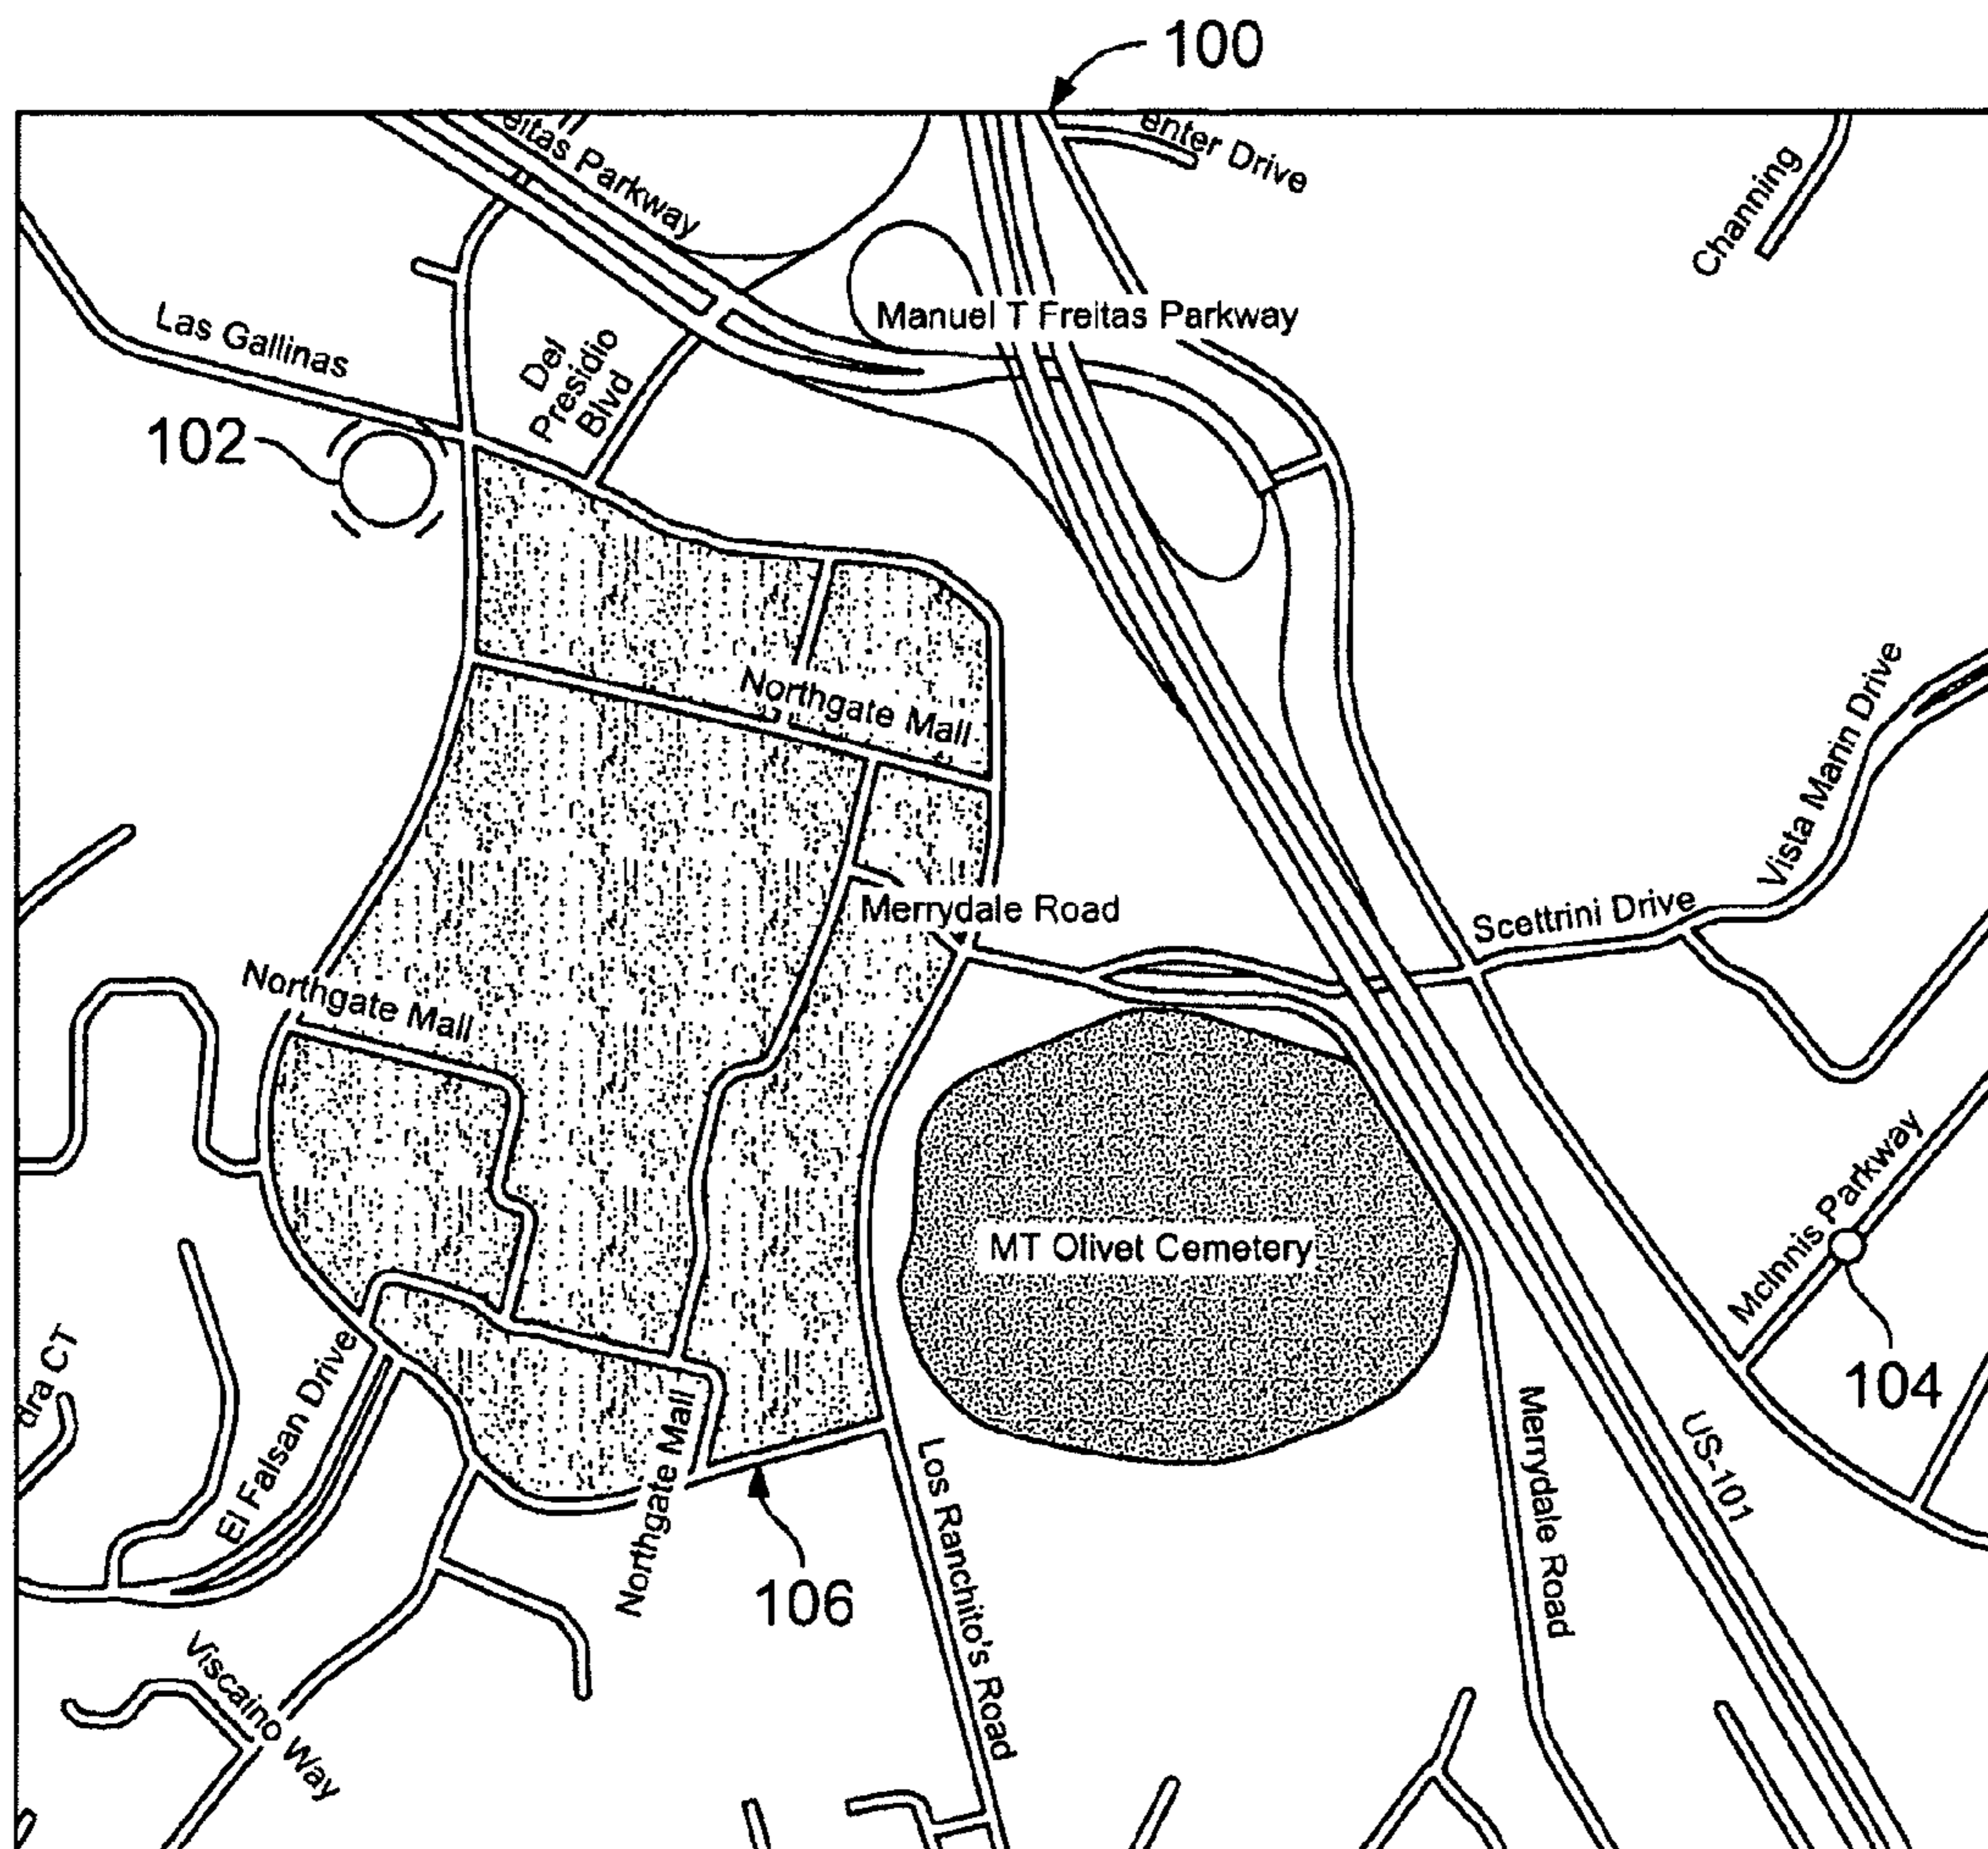 100
eitas Parkway
enter Drive
Channing
Las Gallinas
Del
Presidio
Blvd
Manuel T Freitas Parkway
102
Northgate Mall
Vista Marin Drive
Merrydale Road
Scettrini Drive
Northgate Mall
MT Olivet Cemetery
McInnis Parkway
104
dra CT
El Falsan Drive
Northgate Mall
Los Ranchito's Road
Merrydale Road
US-101
106
Viscaino Way